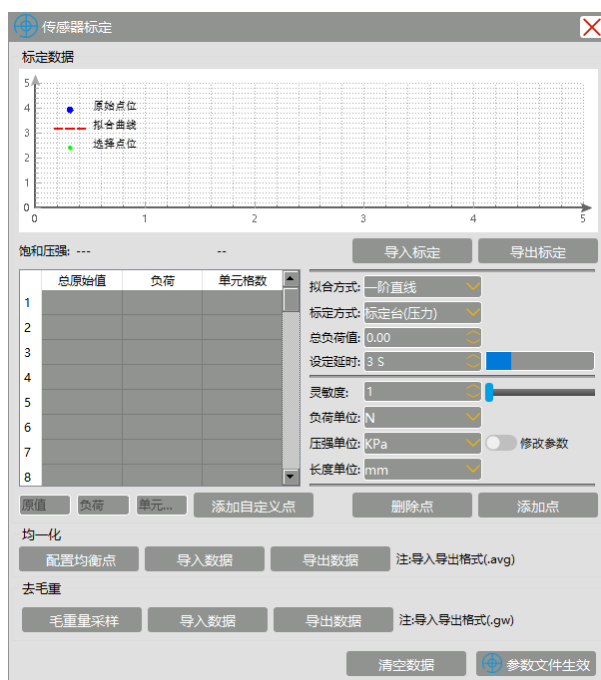 传感器标定
标定数据
5
4
3
2
1
0
原始点位
拟合曲线
选择点位
0 1 2 3 4 5
饱和压强: --- -- 导入标定 导出标定
总原始值 负荷 单元格数
1
2
3
4
5
6
7
8
拟合方式: 一阶直线
标定方式: 标定台(压力)
总负荷值: 0.00
设定延时: 3 S
灵敏度: 1
负荷单位: N
压强单位: KPa 修改参数
长度单位: mm
原值 负荷 单元... 添加自定义点 删除点 添加点
均一化
配置均衡点 导入数据 导出数据 注:导入导出格式(.avg)
去毛重
毛重量采样 导入数据 导出数据 注:导入导出格式(.gw)
清空数据 参数文件生效